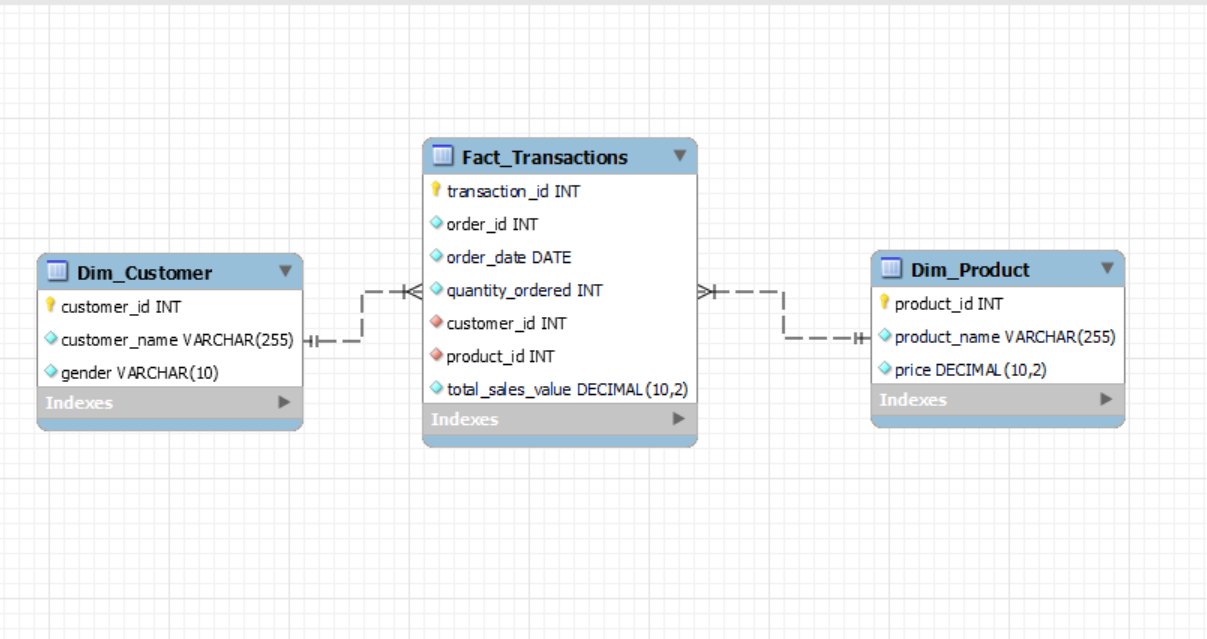 Dim_Customer
customer_id INT
customer_name VARCHAR(255)
gender VARCHAR(10)
Indexes
Fact_Transactions
transaction_id INT
order_id INT
order_date DATE
quantity_ordered INT
customer_id INT
product_id INT
total_sales_value DECIMAL(10,2)
Indexes
Dim_Product
product_id INT
product_name VARCHAR(255)
price DECIMAL(10,2)
Indexes